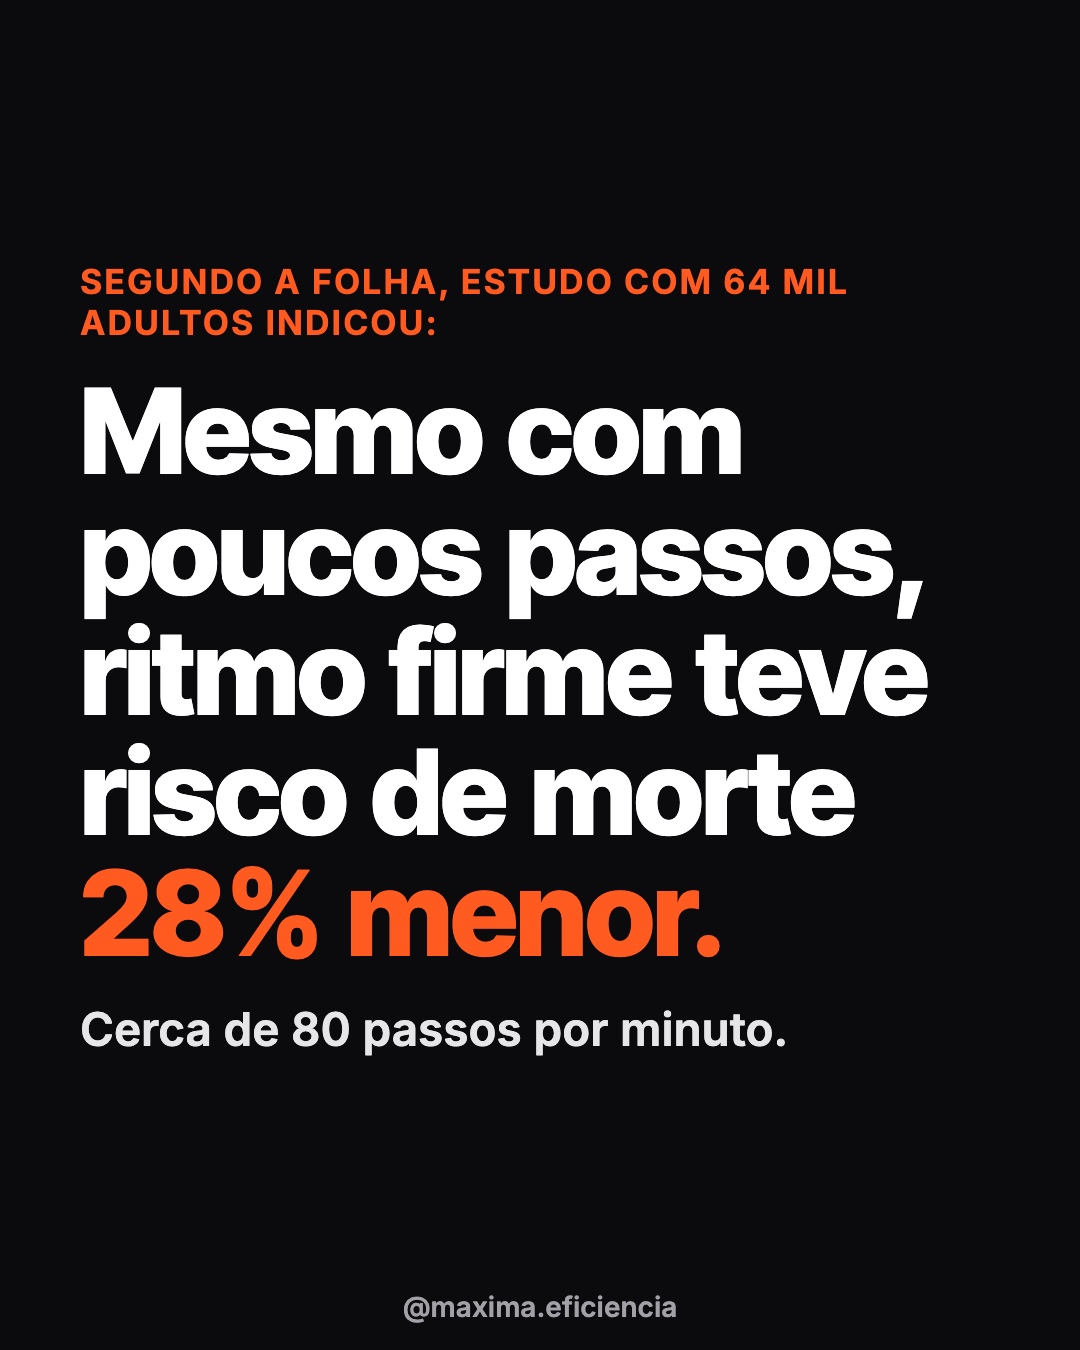 SEGUNDO A FOLHA, ESTUDO COM 64 MIL
ADULTOS INDICOU:
Mesmo com
poucos passos,
ritmo firme teve
risco de morte
28% menor.
Cerca de 80 passos por minuto.
@maxima.eficiencia